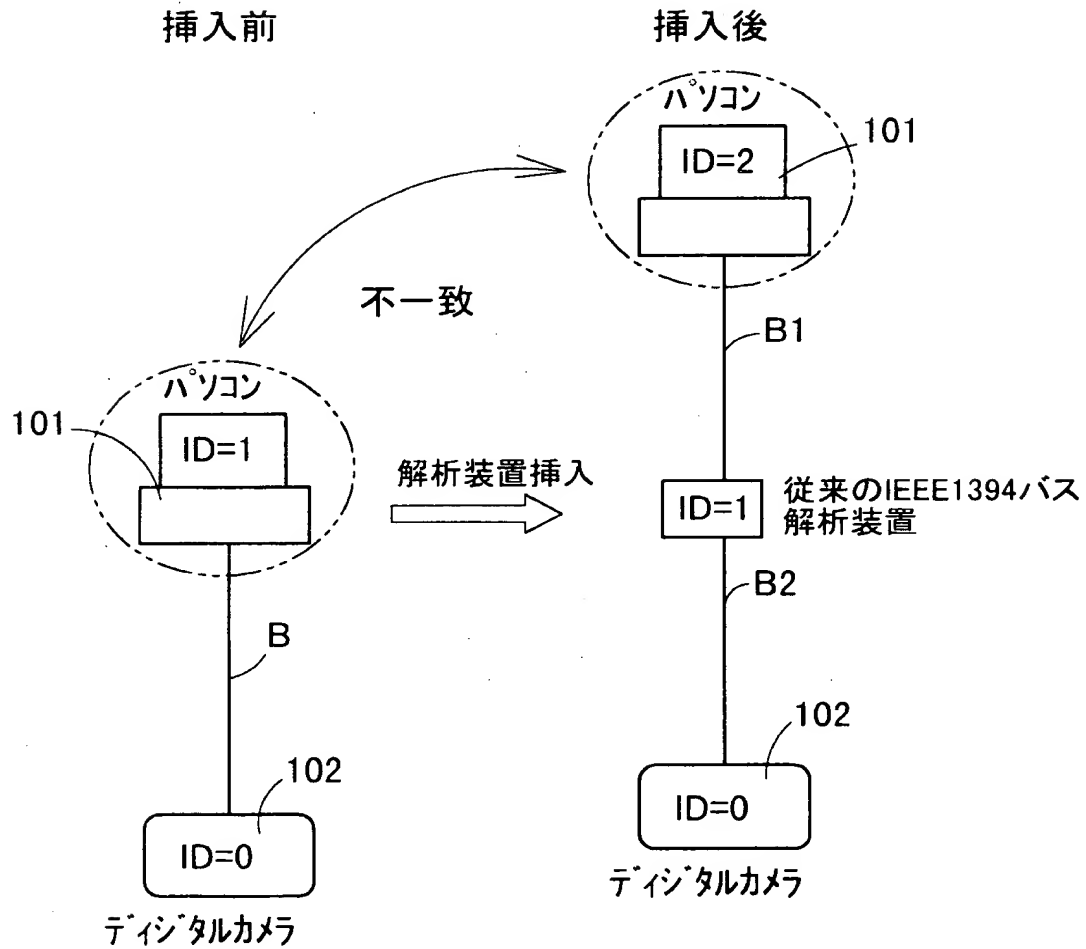 挿入前
挿入後
パソコン
101
ID=2
不一致
B1
パソコン
101
ID=1
解析装置挿入
ID=1
従来のIEEE1394バス
解析装置
B2
B
102
102
ID=0
ID=0
ディジタルカメラ
ディジタルカメラ